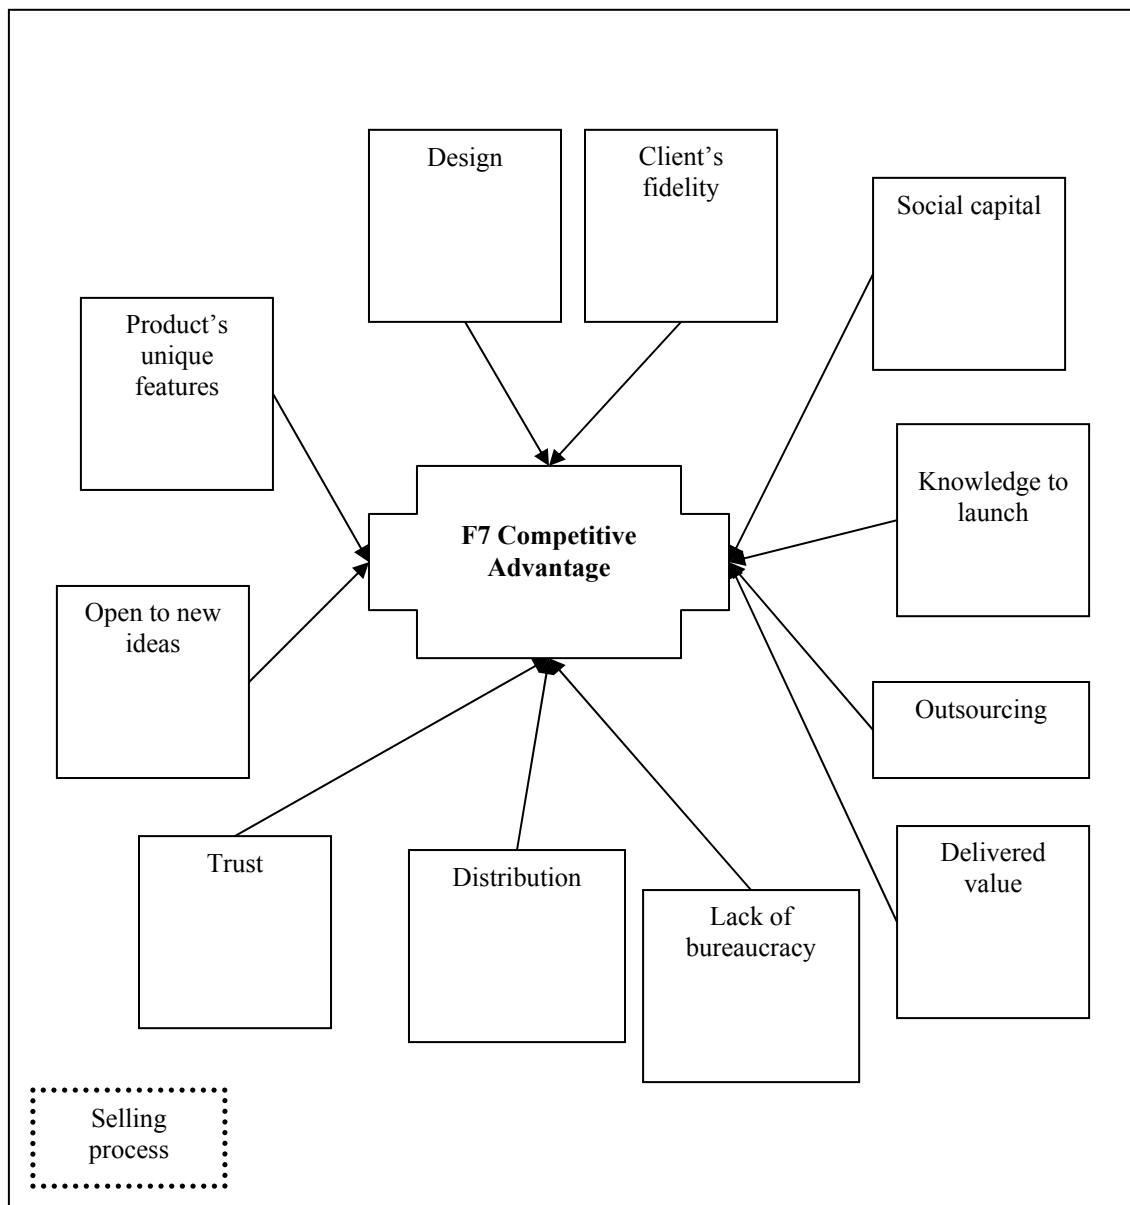 Design
Client’s
fidelity
Social capital
Product’s
unique
features
Knowledge to
launch
F7 Competitive
Advantage
Open to new
ideas
Outsourcing
Trust
Distribution
Lack of
bureaucracy
Delivered
value
Selling
process